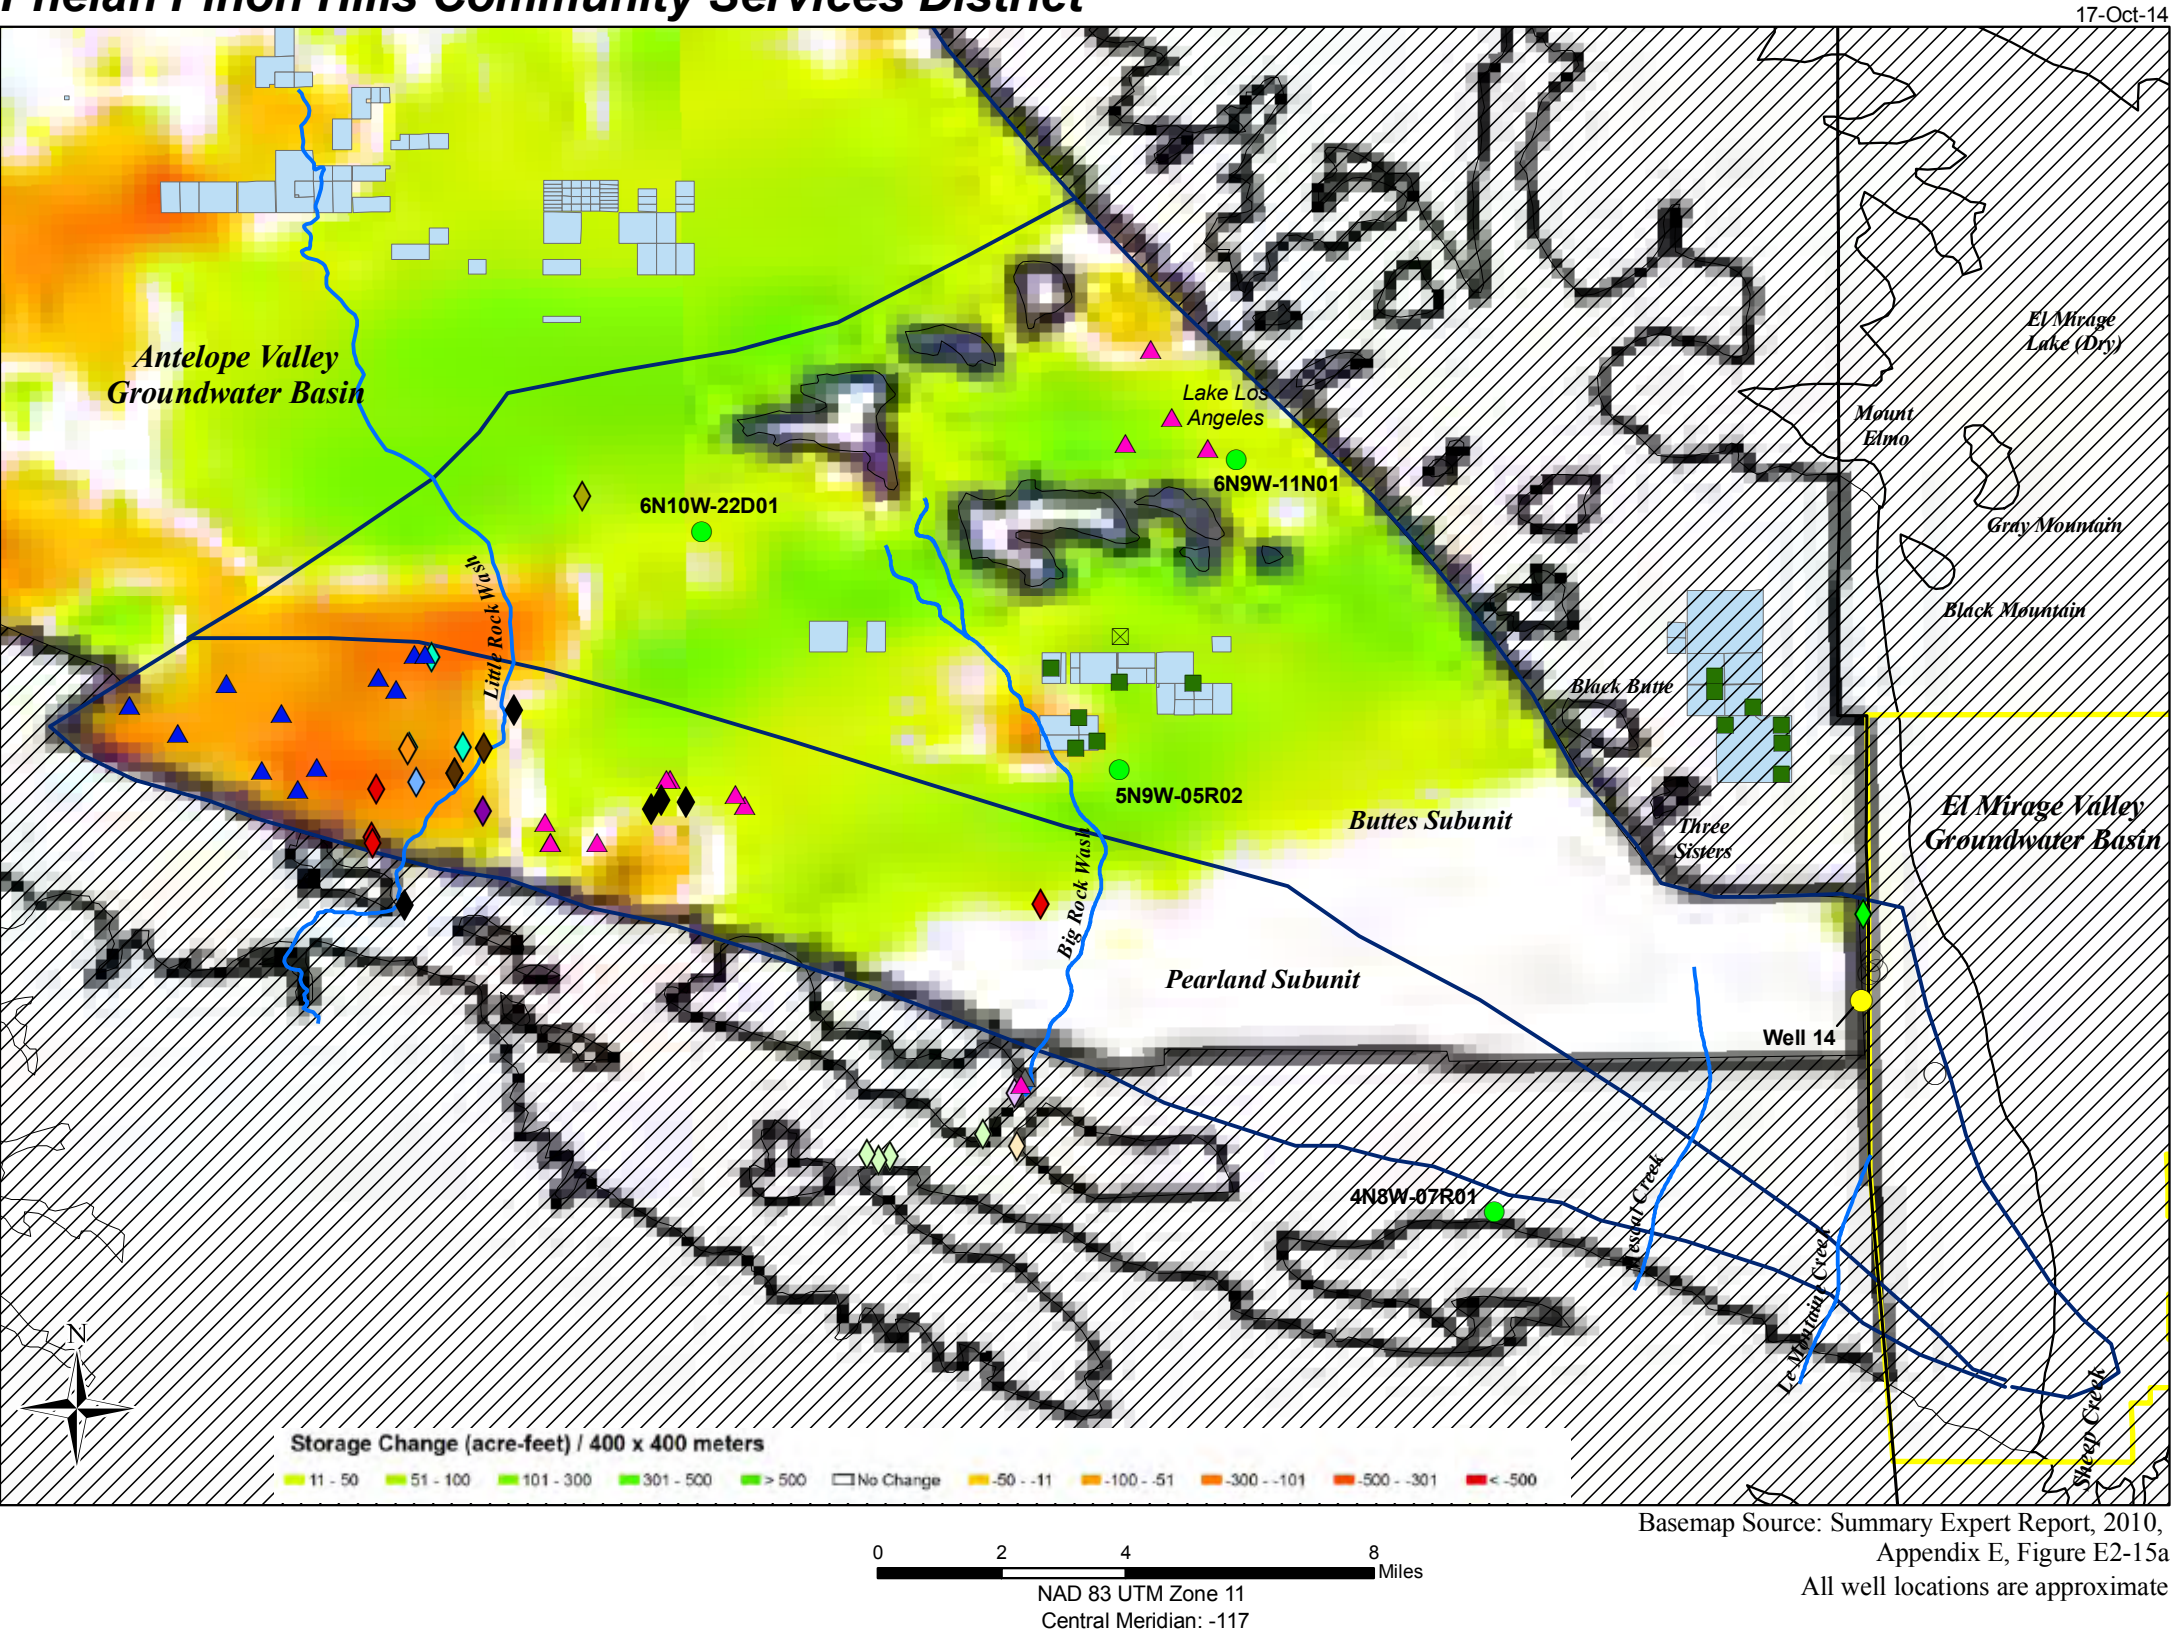 Phelan Piñon Hills Community Services District
17-Oct-14
Antelope Valley
Groundwater Basin
El Mirage
Lake (Dry)
Lake Los
Angeles
Mount
Elmo
6N9W-11N01
6N10W-22D01
Gray Mountain
Little Rock Wash
Black Mountain
Black Butte
5N9W-05R02
Buttes Subunit
Three
Sisters
El Mirage Valley
Groundwater Basin
Big Rock Wash
Pearland Subunit
Well 14
4N8W-07R01
Mescal Creek
Le Montain Creek
Sheep Creek
N
Storage Change (acre-feet) / 400 x 400 meters
11 - 50 51 - 100 101 - 300 301 - 500 > 500 No Change -50 - -11 -100 - -51 -300 - -101 -500 - -301 < -500
Basemap Source: Summary Expert Report, 2010,
Appendix E, Figure E2-15a
All well locations are approximate
0 2 4 8
Miles
NAD 83 UTM Zone 11
Central Meridian: -117